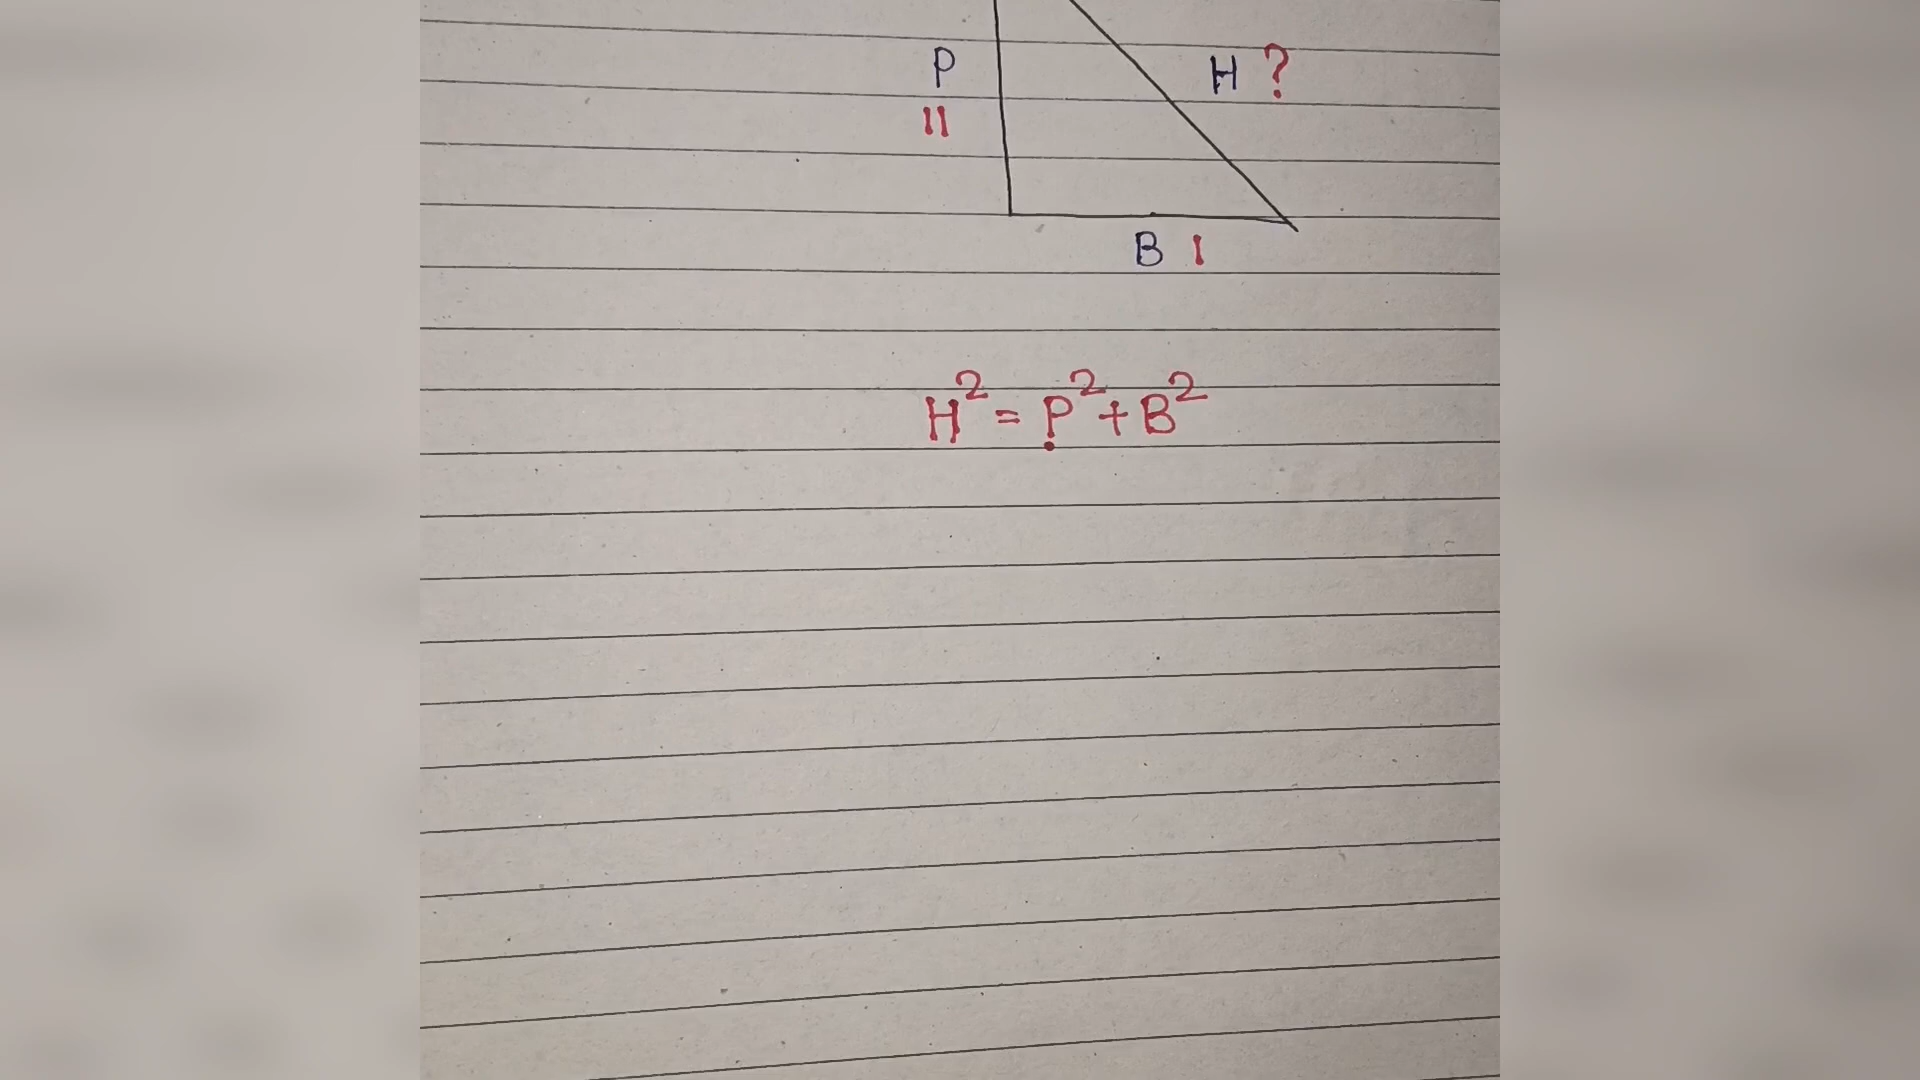 P
H ?
11
B 1
H² = P² + B²